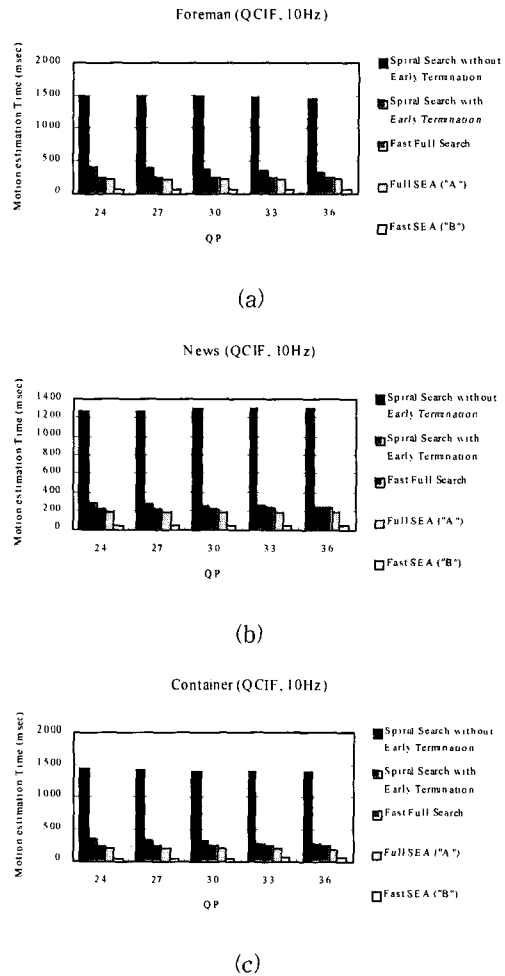 Foreman (QCIF, 10Hz)
Motion estimation Time (msec)
2000
1500
1000
500
0
24 27 30 33 36
QP
Spiral Search without
Early Termination
Spiral Search with
Early Termination
Fast Full Search
Full SEA ("A")
Fast SEA ("B")
(a)
News (QCIF, 10Hz)
Motion estimation Time (msec)
1400
1200
1000
800
600
400
200
0
24 27 30 33 36
QP
Spiral Search without
Early Termination
Spiral Search with
Early Termination
Fast Full Search
Full SEA ("A")
Fast SEA ("B")
(b)
Container (QCIF, 10Hz)
Motion estimation Time (msec)
2000
1500
1000
500
0
24 27 30 33 36
QP
Spiral Search without
Early Termination
Spiral Search with
Early Termination
Fast Full Search
Full SEA ("A")
Fast SEA ("B")
(c)